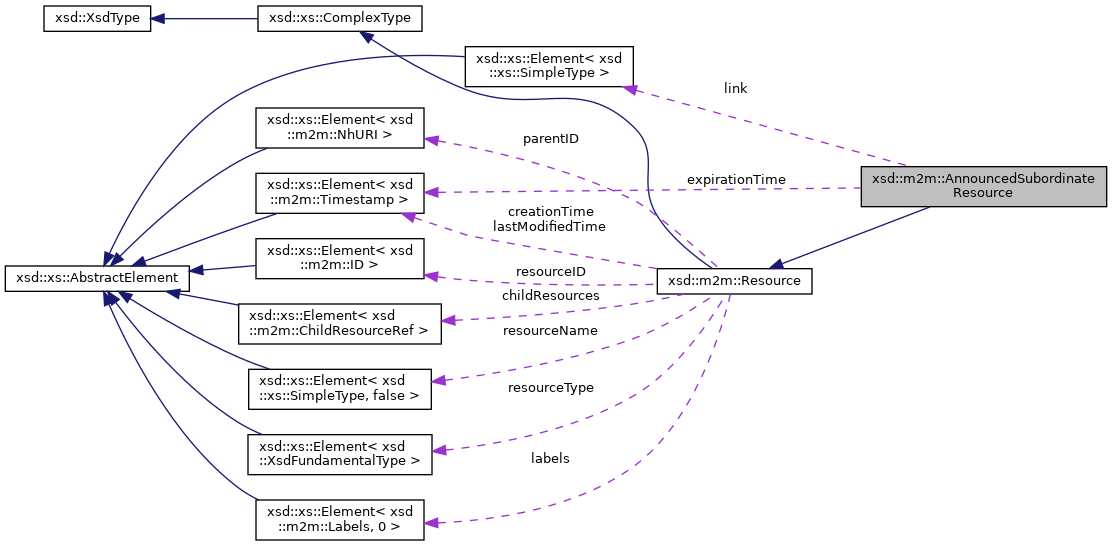 xsd::XsdType
xsd::xs::ComplexType
xsd::xs::Element< xsd
::xs::SimpleType >
link
xsd::xs::Element< xsd
::m2m::NhURI >
parentID
xsd::m2m::AnnouncedSubordinate
Resource
xsd::xs::Element< xsd
::m2m::Timestamp >
expirationTime
creationTime
lastModifiedTime
xsd::xs::Element< xsd
::m2m::ID >
resourceID
xsd::xs::AbstractElement
xsd::m2m::Resource
childResources
xsd::xs::Element< xsd
::m2m::ChildResourceRef >
resourceName
xsd::xs::Element< xsd
::xs::SimpleType, false >
resourceType
xsd::xs::Element< xsd
::XsdFundamentalType >
labels
xsd::xs::Element< xsd
::m2m::Labels, 0 >